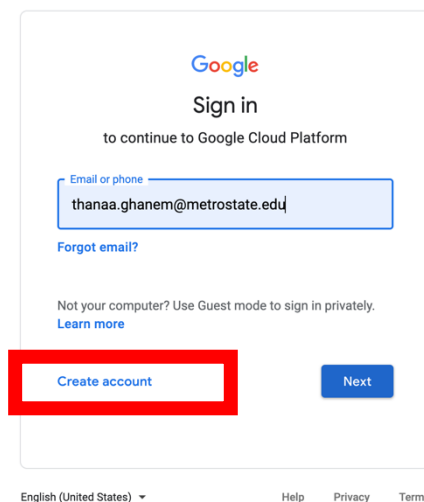 Google
Sign in
to continue to Google Cloud Platform
Email or phone
thanaa.ghanem@metrostate.edu
Forgot email?
Not your computer? Use Guest mode to sign in privately.
Learn more
Create account
Next
English (United States)
Help
Privacy
Term